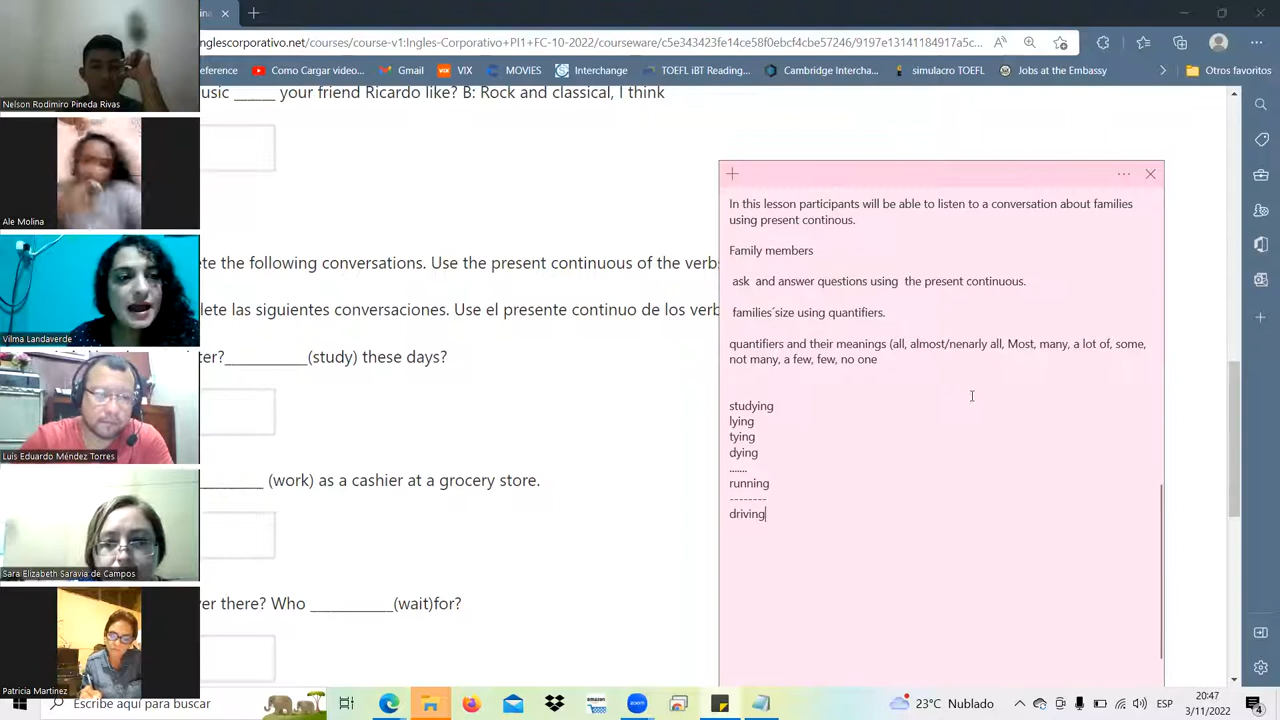 ina
nglescorporativo.net/courses/course-v1:Ingles-Corporativo+PI1+FC-10-2022/courseware/c5e343423fe14ce58f0ebcf4cbe57246/9197e13141184917a5c...
eference Como Cargar video... Gmail VIX MOVIES Interchange TOEFL iBT Reading... Cambridge Intercha... simulacro TOEFL Jobs at the Embassy Otros favoritos
usic _____ your friend Ricardo like? B: Rock and classical, I think
ete the following conversations. Use the present continuous of the verbs
lete las siguientes conversaciones. Use el presente continuo de los verb
ter?__________(study) these days?
________ (work) as a cashier at a grocery store.
er there? Who __________(wait)for?
In this lesson participants will be able to listen to a conversation about families
using present continous.
Family members
ask and answer questions using the present continuous.
families´size using quantifiers.
quantifiers and their meanings (all, almost/nenarly all, Most, many, a lot of, some,
not many, a few, few, no one
studying
lying
tying
dying
.......
running
--------
driving
Nelson Rodimiro Pineda Rivas
Ale Molina
Vilma Landaverde
Luis Eduardo Méndez Torres
Sara Elizabeth Saravia de Campos
Patricia Martinez
Escribe aquí para buscar
amazon
zoom
23°C Nublado
ESP
20:47
3/11/2022
4